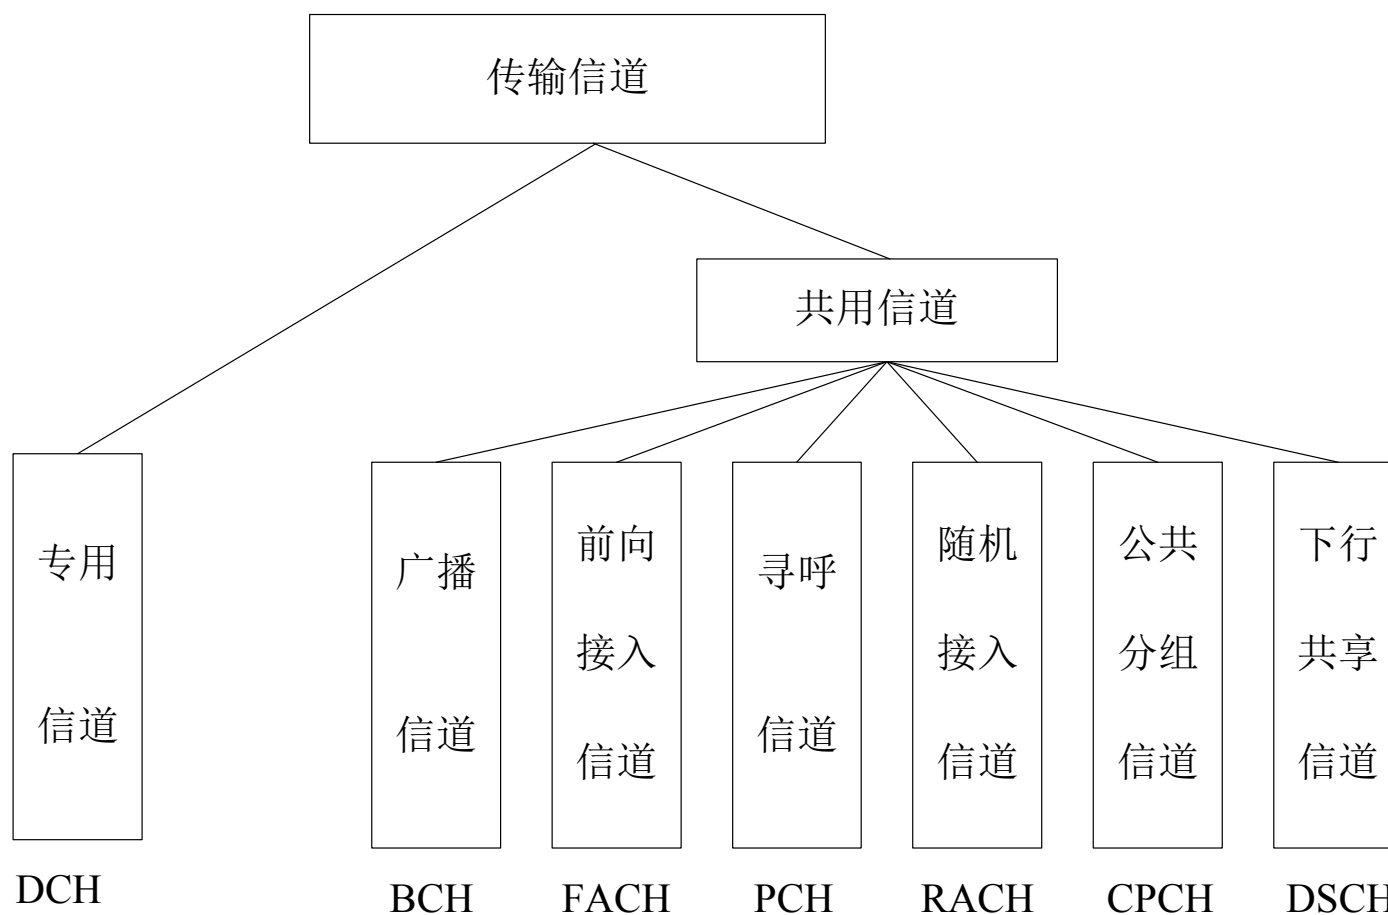 传输信道
共用信道
专用
信道
广播
信道
前向
接入
信道
寻呼
信道
随机
接入
信道
公共
分组
信道
下行
共享
信道
DCH
BCH
FACH
PCH
RACH
CPCH
DSCH